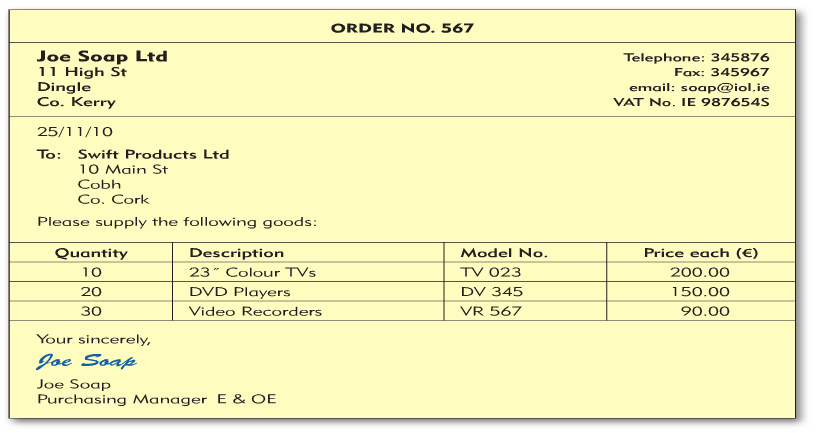 ORDER NO. 567
Joe Soap Ltd
11 High St
Dingle
Co. Kerry
Telephone: 345876
Fax: 345967
email: soap@iol.ie
VAT No. IE 987654S
25/11/10
To: Swift Products Ltd
10 Main St
Cobh
Co. Cork
Please supply the following goods:
Quantity Description Model No. Price each (€)
10 23˝ Colour TVs TV 023 200.00
20 DVD Players DV 345 150.00
30 Video Recorders VR 567 90.00
Your sincerely,
Joe Soap
Joe Soap
Purchasing Manager E & OE